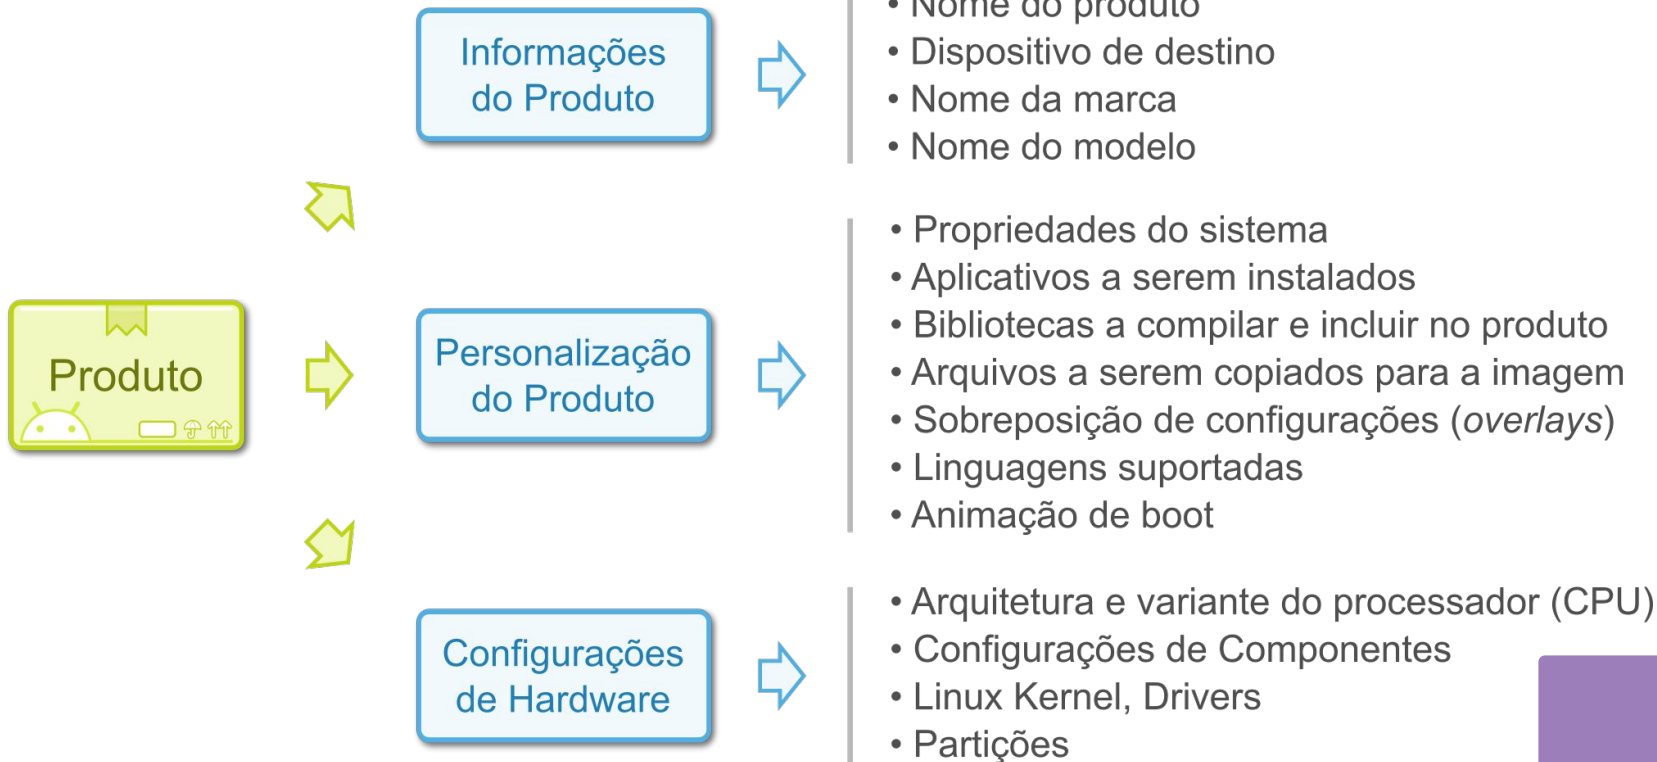 Informações
do Produto
• Nome do produto
• Dispositivo de destino
• Nome da marca
• Nome do modelo
Produto
Personalização
do Produto
• Propriedades do sistema
• Aplicativos a serem instalados
• Bibliotecas a compilar e incluir no produto
• Arquivos a serem copiados para a imagem
• Sobreposição de configurações (overlays)
• Linguagens suportadas
• Animação de boot
Configurações
de Hardware
• Arquitetura e variante do processador (CPU)
• Configurações de Componentes
• Linux Kernel, Drivers
• Partições